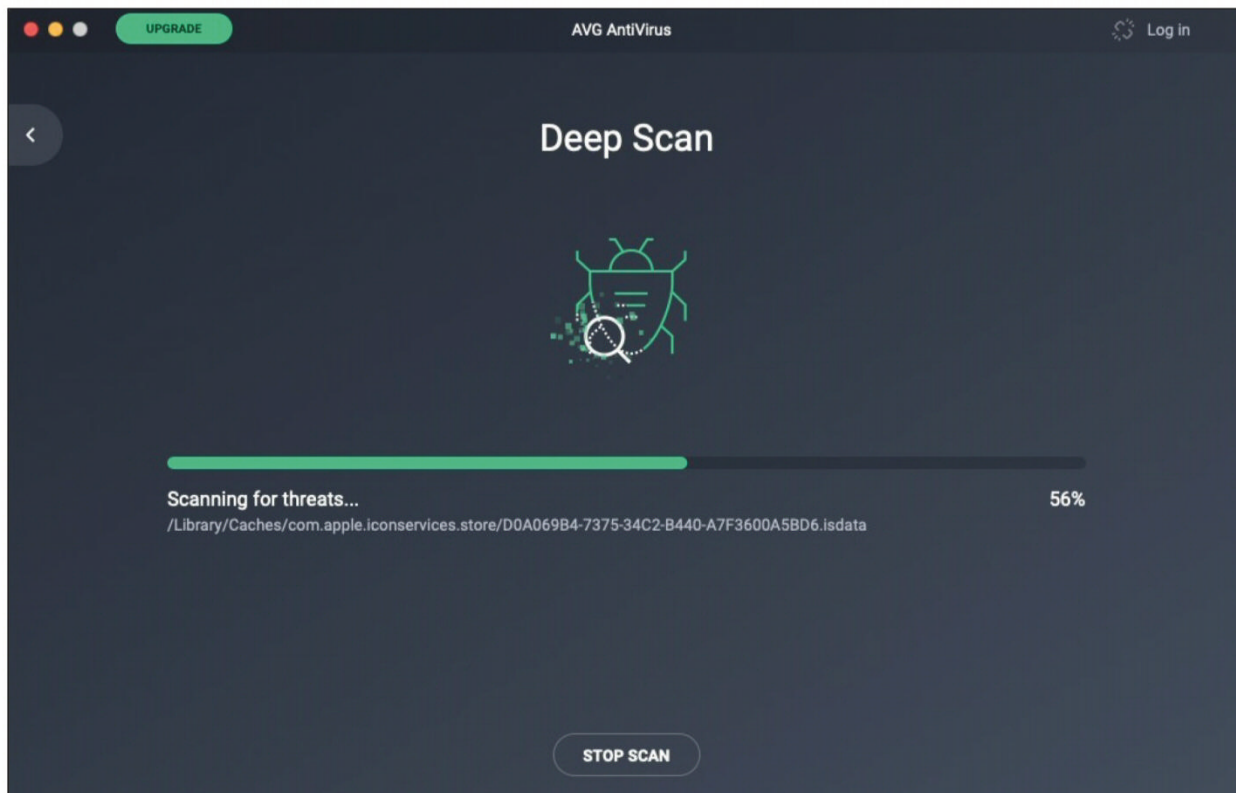 UPGRADE
AVG AntiVirus
Log in
Deep Scan
Scanning for threats...
56%
/Library/Caches/com.apple.iconservices.store/D0A069B4-7375-34C2-B440-A7F3600A5BD6.isdata
STOP SCAN